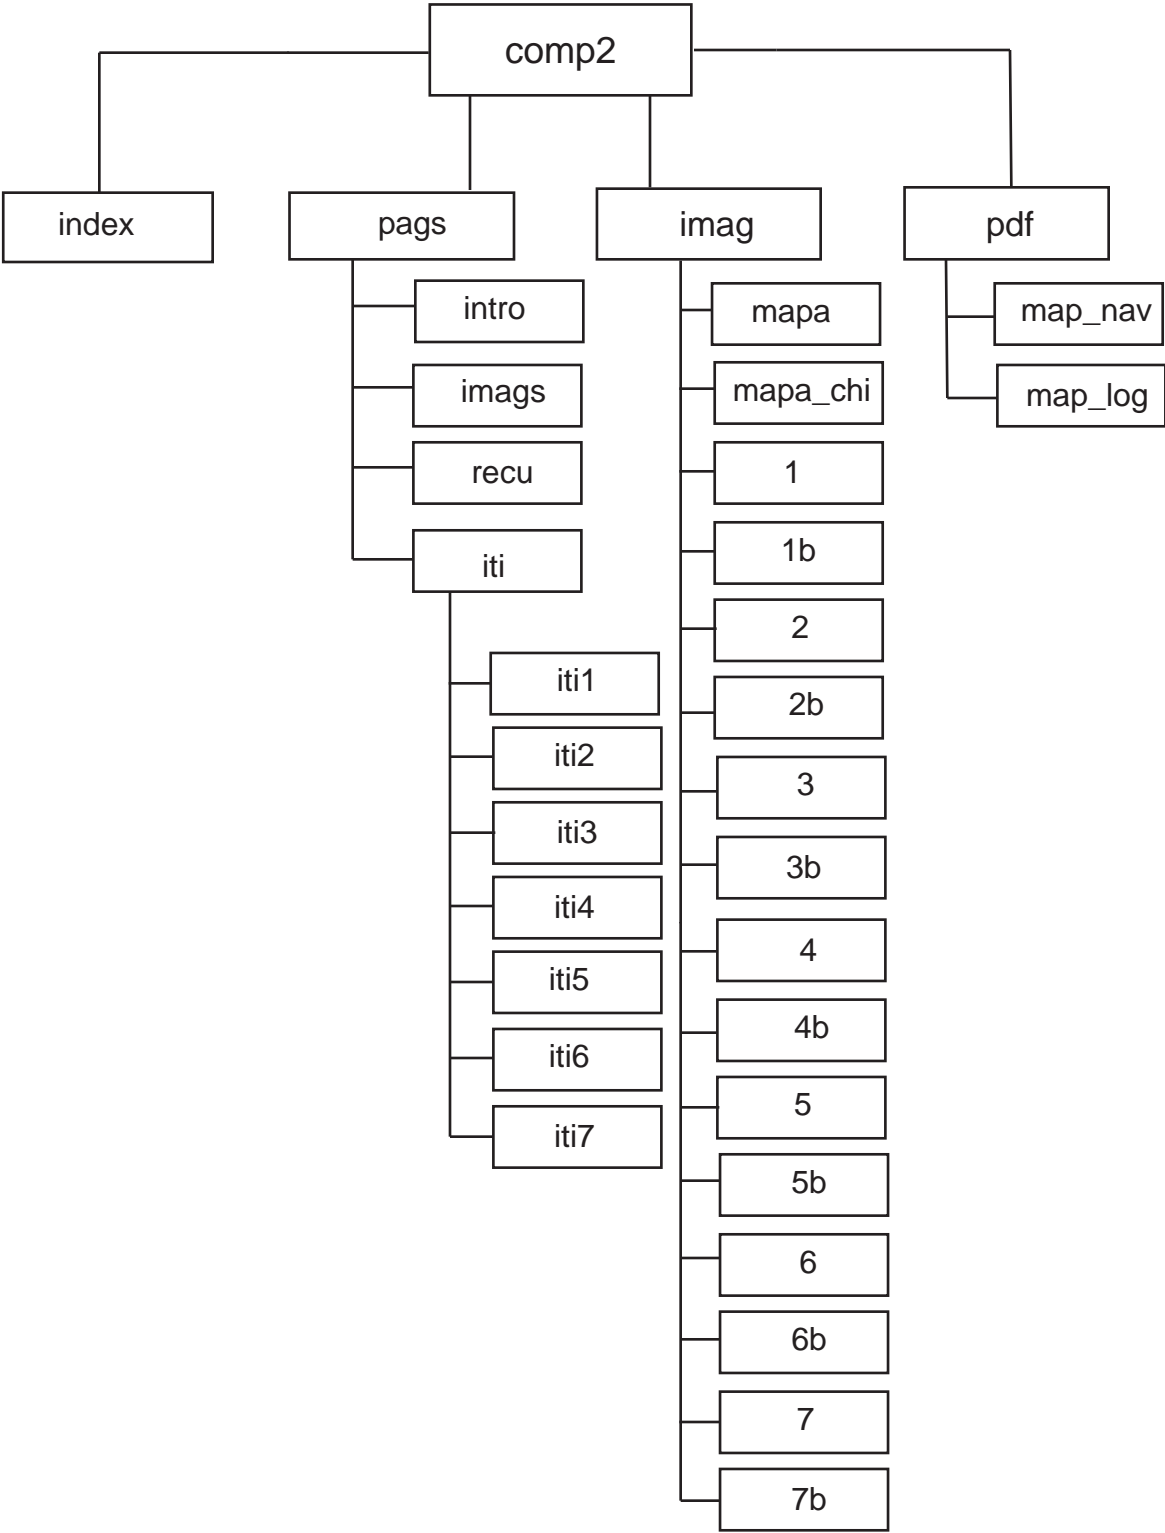 comp2
index
pags
imag
pdf
intro
imags
recu
iti
iti1
iti2
iti3
iti4
iti5
iti6
iti7
mapa
mapa_chi
1
1b
2
2b
3
3b
4
4b
5
5b
6
6b
7
7b
map_nav
map_log